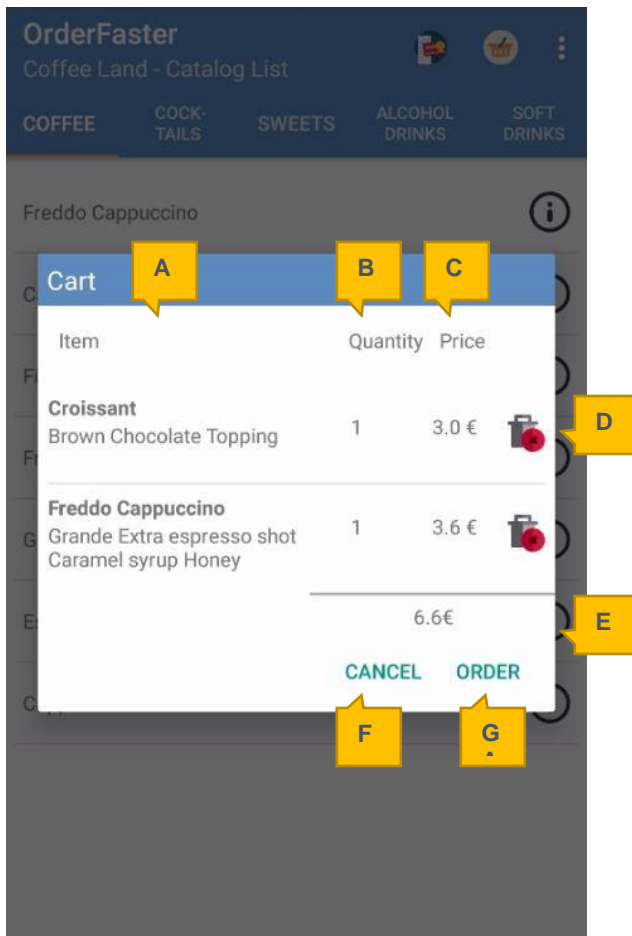 OrderFaster
Coffee Land - Catalog List
COFFEE
COCK-
TAILS
SWEETS
ALCOHOL
DRINKS
SOFT
DRINKS
Freddo Cappuccino
A
B
C
Cart
Item Quantity Price
Croissant
Brown Chocolate Topping
1 3.0 €
D
Freddo Cappuccino
Grande Extra espresso shot
Caramel syrup Honey
1 3.6 €
6.6€
E
CANCEL ORDER
F
G